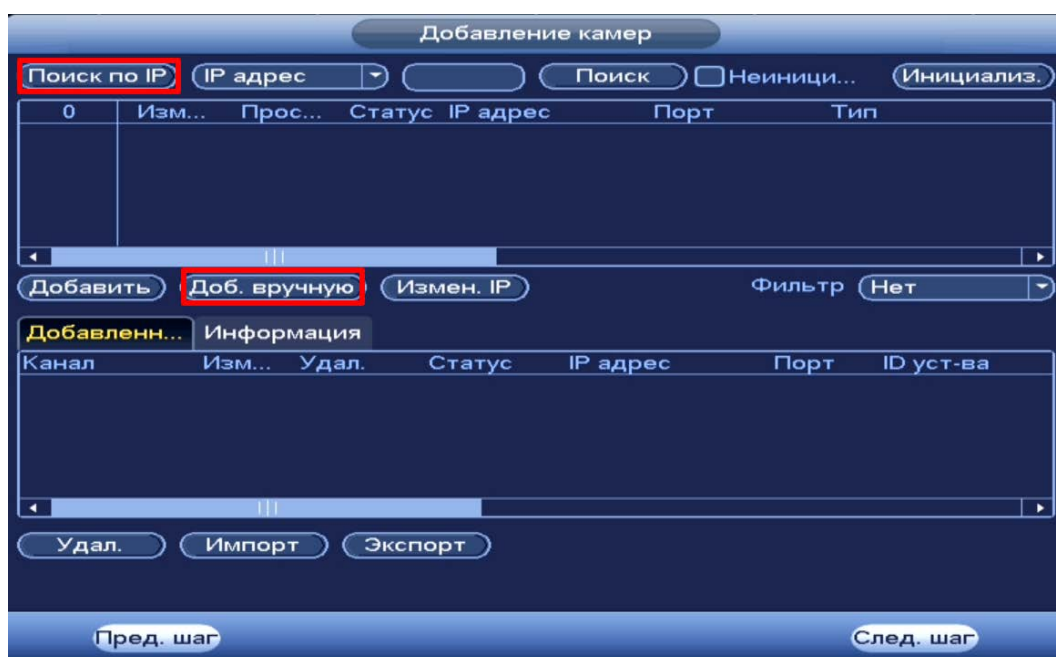 Добавление камер
Поиск по IP IP адрес Поиск Неиници... Инициализ.
0 Изм... Прос... Статус IP адрес Порт Тип
Добавить Доб. вручную Измен. IP Фильтр Нет
Добавленн... Информация
Канал Изм... Удал. Статус IP адрес Порт ID уст-ва
Удал. Импорт Экспорт
Пред. шаг След. шаг